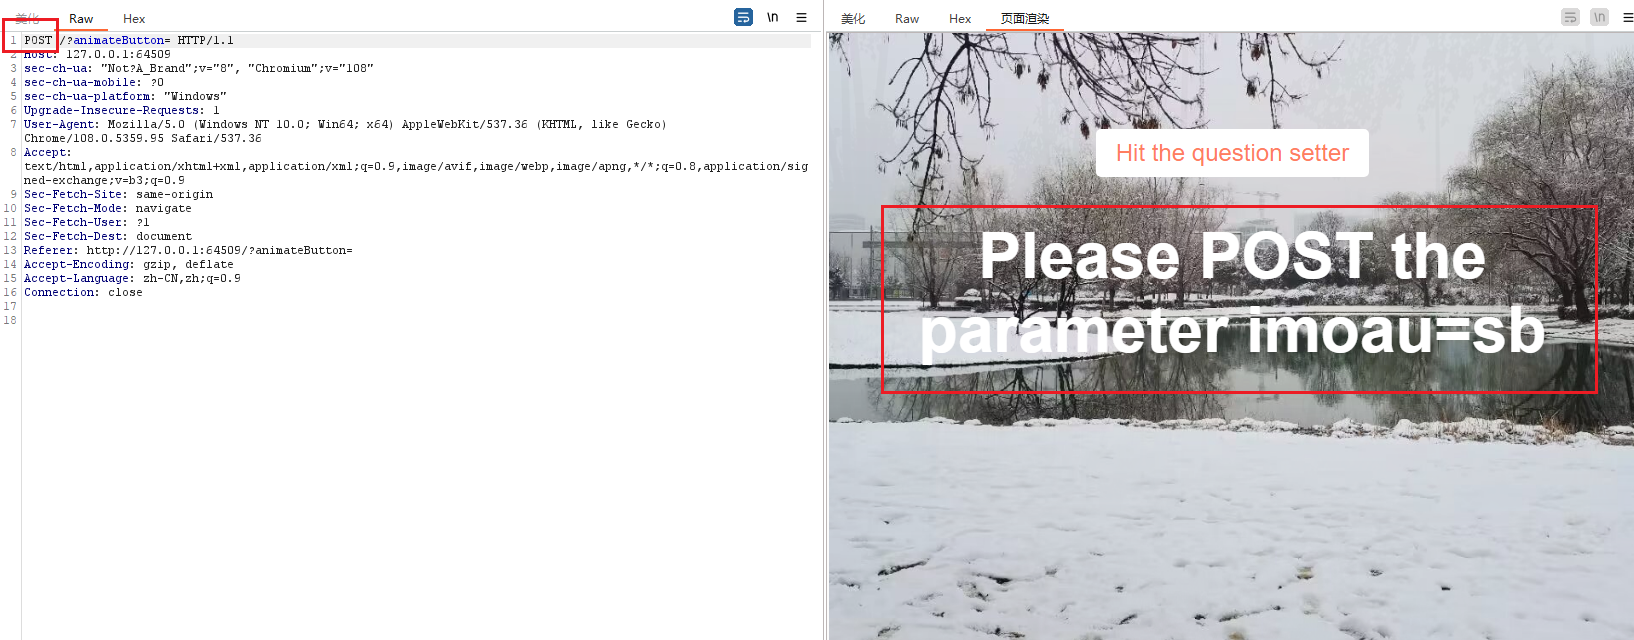 美化 Raw Hex \n
1 POST /?animateButton= HTTP/1.1
2 Host: 127.0.0.1:64509
3 sec-ch-ua: "Not?A_Brand";v="8", "Chromium";v="108"
4 sec-ch-ua-mobile: ?0
5 sec-ch-ua-platform: "Windows"
6 Upgrade-Insecure-Requests: 1
7 User-Agent: Mozilla/5.0 (Windows NT 10.0; Win64; x64) AppleWebKit/537.36 (KHTML, like Gecko)
Chrome/108.0.5359.95 Safari/537.36
8 Accept:
text/html,application/xhtml+xml,application/xml;q=0.9,image/avif,image/webp,image/apng,*/*;q=0.8,application/sig
ned-exchange;v=b3;q=0.9
9 Sec-Fetch-Site: same-origin
10 Sec-Fetch-Mode: navigate
11 Sec-Fetch-User: ?1
12 Sec-Fetch-Dest: document
13 Referer: http://127.0.0.1:64509/?animateButton=
14 Accept-Encoding: gzip, deflate
15 Accept-Language: zh-CN,zh;q=0.9
16 Connection: close
17
18
美化 Raw Hex 页面渲染 \n
Hit the question setter
Please POST the
parameter imoau=sb